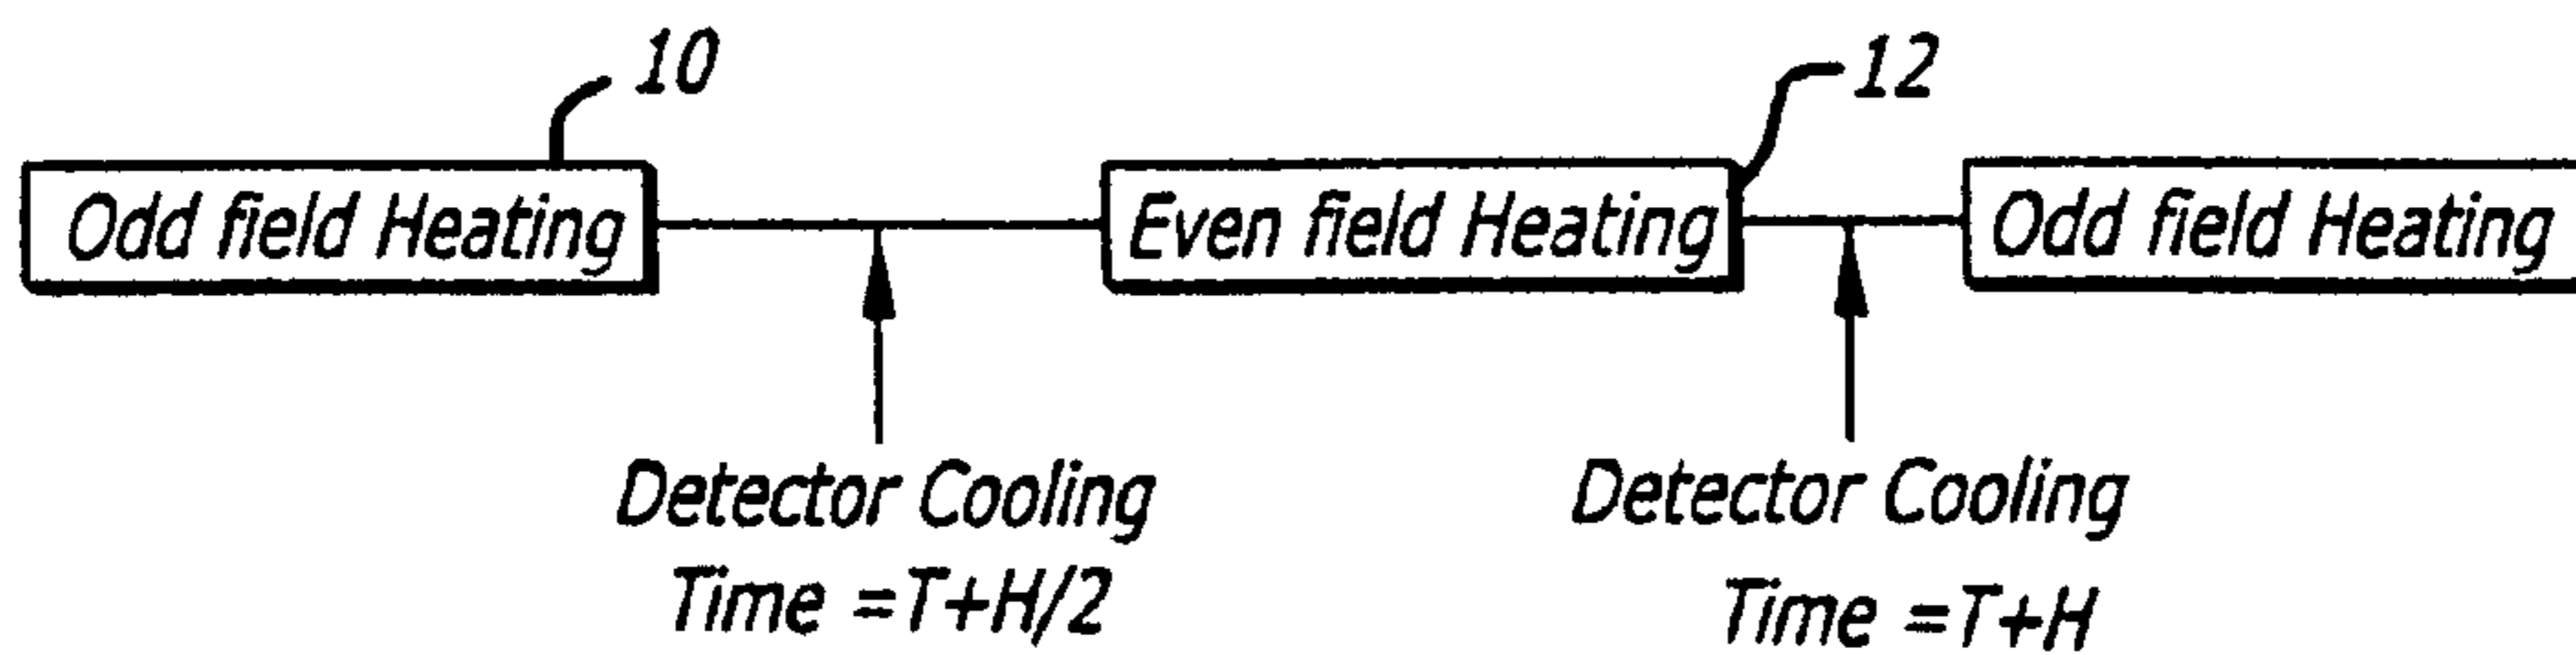 10
12
Odd field Heating
Even field Heating
Odd field Heating
Detector Cooling
Time =T+H/2
Detector Cooling
Time =T+H